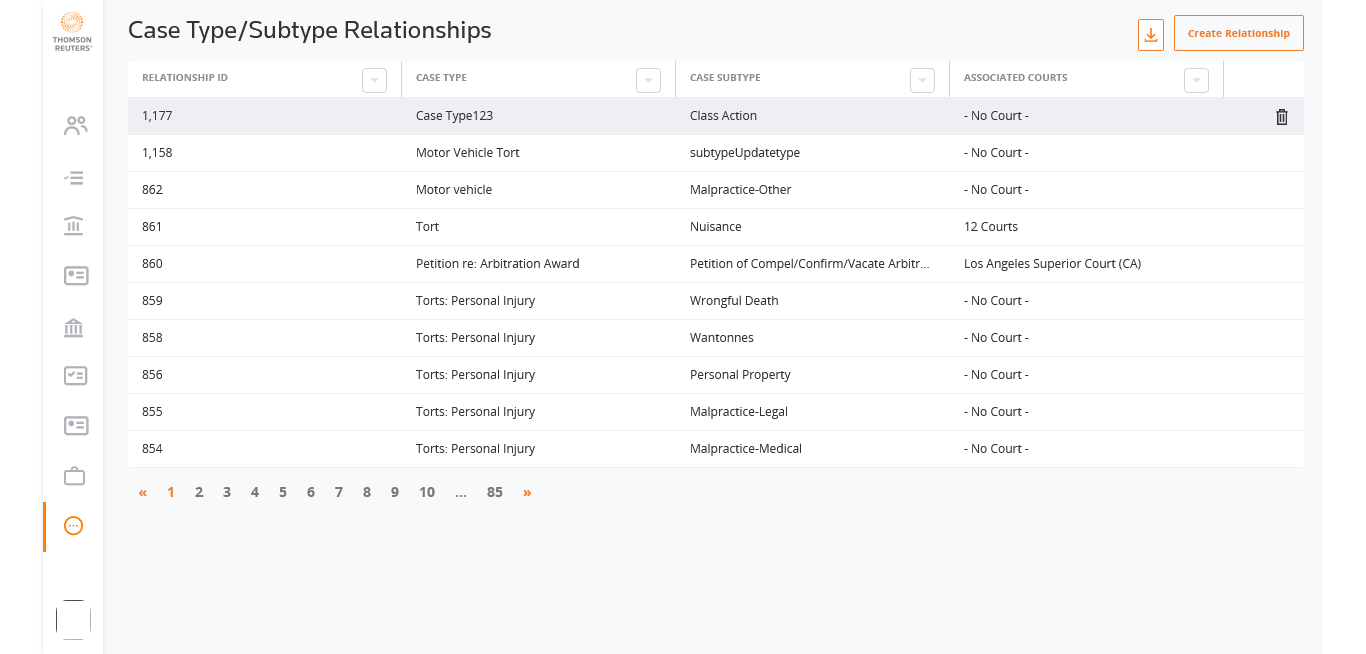 THOMSON
REUTERS
Case Type/Subtype Relationships
Create Relationship
RELATIONSHIP ID CASE TYPE CASE SUBTYPE ASSOCIATED COURTS
1,177 Case Type123 Class Action - No Court -
1,158 Motor Vehicle Tort subtypeUpdatetype - No Court -
862 Motor vehicle Malpractice-Other - No Court -
861 Tort Nuisance 12 Courts
860 Petition re: Arbitration Award Petition of Compel/Confirm/Vacate Arbitr... Los Angeles Superior Court (CA)
859 Torts: Personal Injury Wrongful Death - No Court -
858 Torts: Personal Injury Wantonnes - No Court -
856 Torts: Personal Injury Personal Property - No Court -
855 Torts: Personal Injury Malpractice-Legal - No Court -
854 Torts: Personal Injury Malpractice-Medical - No Court -
« 1 2 3 4 5 6 7 8 9 10 ... 85 »